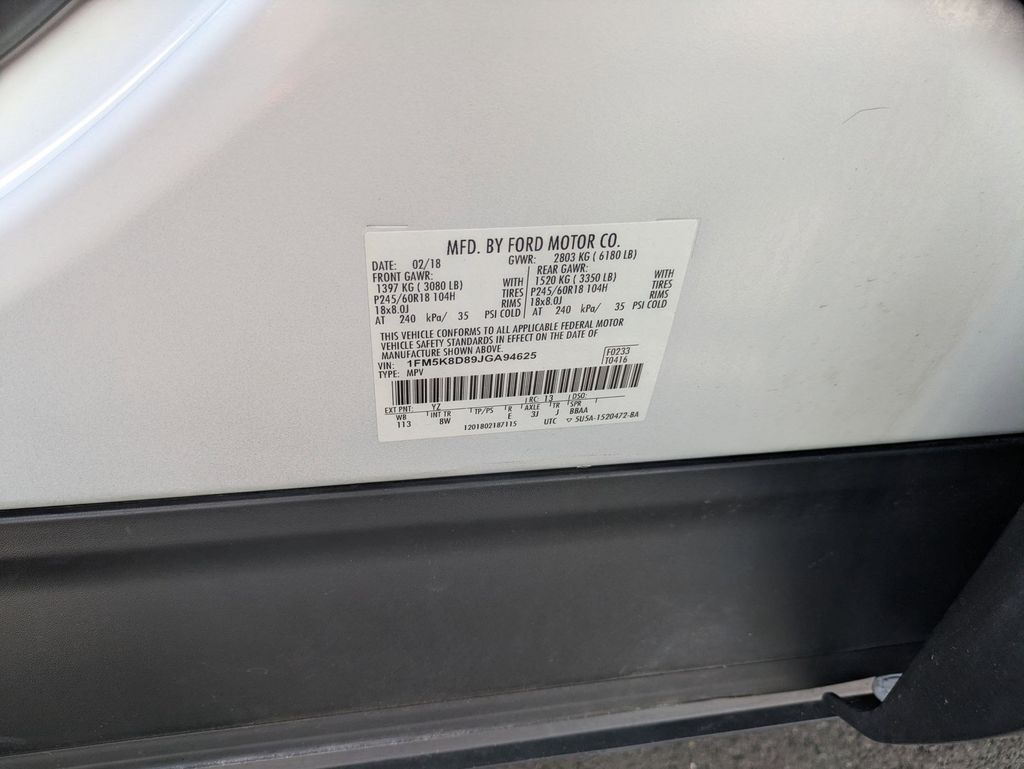 MFD. BY FORD MOTOR CO.
DATE: 02/18 GVWR: 2803 KG ( 6180 LB)
FRONT GAWR: REAR GAWR:
1397 KG ( 3080 LB) WITH 1520 KG ( 3350 LB) WITH
P245/60R18 104H TIRES P245/60R18 104H TIRES
18x8.0J RIMS 18x8.0J RIMS
AT 240 kPa/ 35 PSI COLD AT 240 kPa/ 35 PSI COLD
THIS VEHICLE CONFORMS TO ALL APPLICABLE FEDERAL MOTOR
VEHICLE SAFETY STANDARDS IN EFFECT ON THE DATE OF
MANUFACTURE SHOWN ABOVE.
VIN: 1FM5K8D89JGA94625 F0233
TYPE: MPV T0416
EXT PNT: YZ RC: 13 DSO:
WB INT TR TP/PS R AXLE TR SPR
113 8W E 3J J BBAA
1201802187115 UTC ▽ 5U5A-1520472-BA